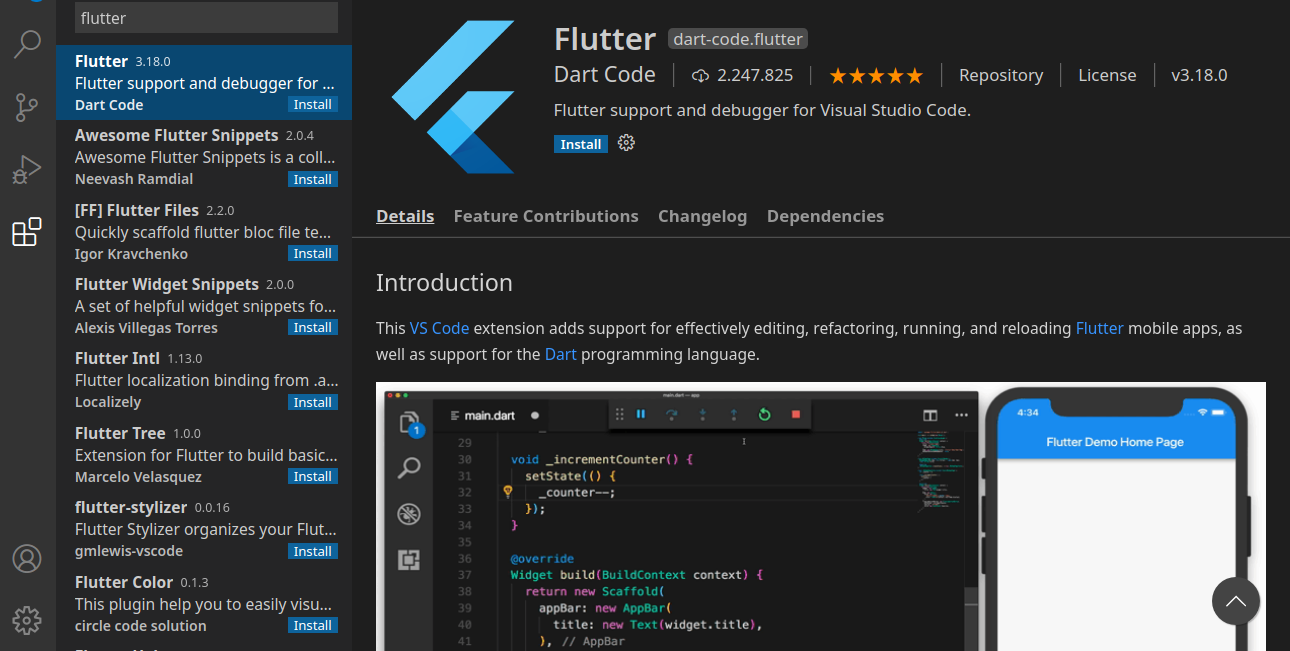 flutter
Flutter 3.18.0
Flutter support and debugger for ...
Dart Code Install
Awesome Flutter Snippets 2.0.4
Awesome Flutter Snippets is a coll...
Neevash Ramdial Install
[FF] Flutter Files 2.2.0
Quickly scaffold flutter bloc file te...
Igor Kravchenko Install
Flutter Widget Snippets 2.0.0
A set of helpful widget snippets fo...
Alexis Villegas Torres Install
Flutter Intl 1.13.0
Flutter localization binding from .a...
Localizely Install
Flutter Tree 1.0.0
Extension for Flutter to build basic...
Marcelo Velasquez Install
flutter-stylizer 0.0.16
Flutter Stylizer organizes your Flut...
gmlewis-vscode Install
Flutter Color 0.1.3
This plugin help you to easily visu...
circle code solution Install
Flutter dart-code.flutter
Dart Code 2.247.825 Repository License v3.18.0
Flutter support and debugger for Visual Studio Code.
Install
Details Feature Contributions Changelog Dependencies
Introduction
This VS Code extension adds support for effectively editing, refactoring, running, and reloading Flutter mobile apps, as
well as support for the Dart programming language.
main.dart — app
1
main.dart
29
30 void _incrementCounter() {
31 setState(() {
32 _counter--;
33 });
34 }
35
36 @override
37 Widget build(BuildContext context) {
38 return new Scaffold(
39 appBar: new AppBar(
40 title: new Text(widget.title),
41 ), // AppBar
4:34
Flutter Demo Home Page